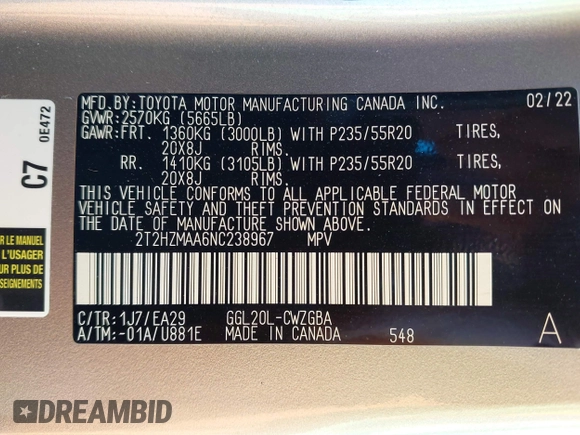 MFD.BY:TOYOTA MOTOR MANUFACTURING CANADA INC. 02/22
GVWR:2570KG (5665LB)
GAWR:FRT. 1360KG (3000LB) WITH P235/55R20 TIRES,
20X8J RIMS.
RR. 1410KG (3105LB) WITH P235/55R20 TIRES,
20X8J RIMS.
THIS VEHICLE CONFORMS TO ALL APPLICABLE FEDERAL MOTOR
VEHICLE SAFETY AND THEFT PREVENTION STANDARDS IN EFFECT ON
THE DATE OF MANUFACTURE SHOWN ABOVE.
2T2HZMAA6NC238967 MPV
C/TR:1J7/EA29 GGL20L-CWZGBA
A/TM:-01A/U881E MADE IN CANADA 548 A
C7
0E472
R LE MANUEL
L'USAGER
UR PLUS DE
SEIGNEMENTS
DREAMBID